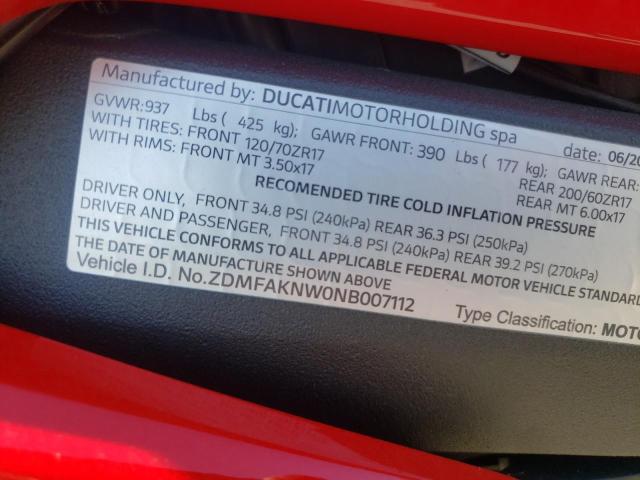 Manufactured by: DUCATIMOTORHOLDING spa date: 06/20
GVWR:937 Lbs ( 425 kg); GAWR FRONT: 390 Lbs ( 177 kg); GAWR REAR
WITH TIRES: FRONT 120/70ZR17 REAR 200/60ZR17
WITH RIMS: FRONT MT 3.50x17 REAR MT 6.00x17
RECOMENDED TIRE COLD INFLATION PRESSURE
DRIVER ONLY, FRONT 34.8 PSI (240kPa) REAR 36.3 PSI (250kPa)
DRIVER AND PASSENGER, FRONT 34.8 PSI (240kPa) REAR 39.2 PSI (270kPa)
THIS VEHICLE CONFORMS TO ALL APPLICABLE FEDERAL MOTOR VEHICLE STANDARD
THE DATE OF MANUFACTURE SHOWN ABOVE
Vehicle I.D. No.ZDMFAKNW0NB007112
Type Classification: MOTO